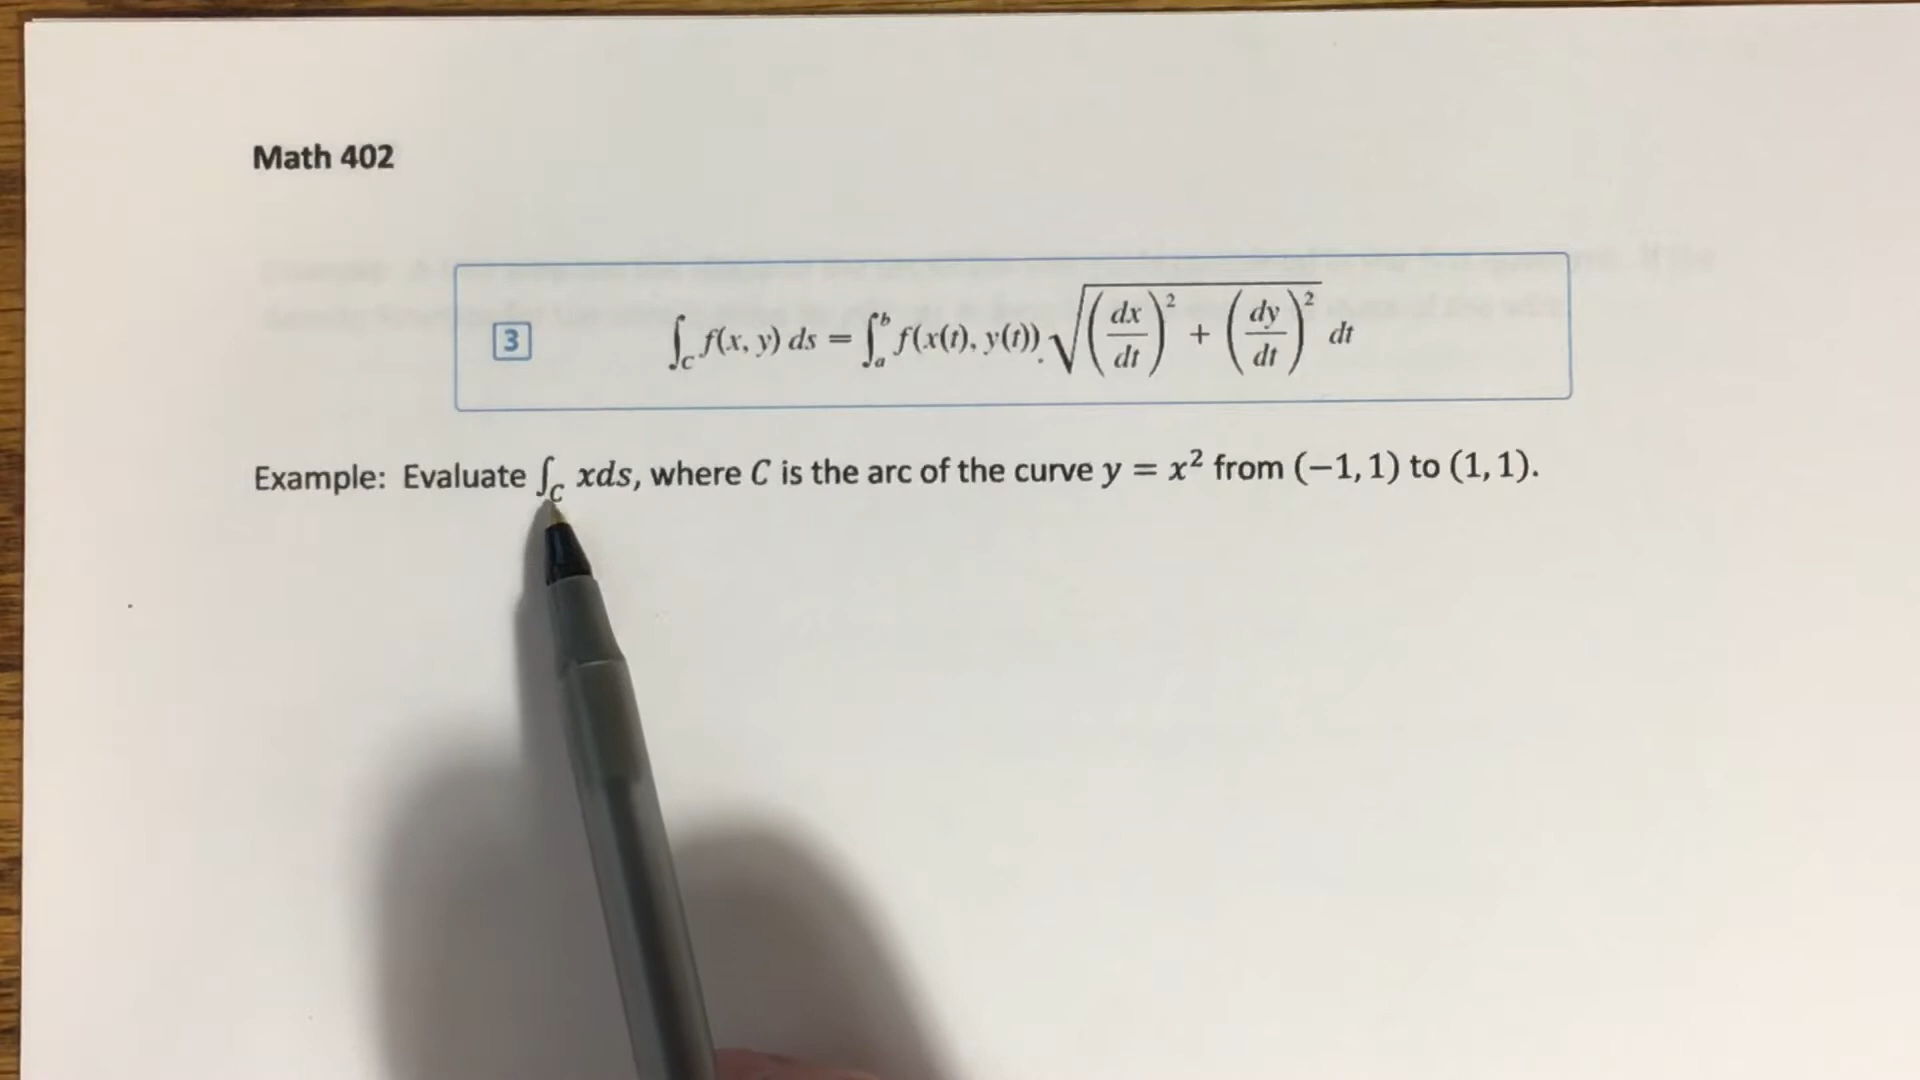 Math 402
3 ∫_C f(x, y) ds = ∫_a^b f(x(t), y(t)) √((dx/dt)^2 + (dy/dt)^2) dt
Example: Evaluate ∫_C xds, where C is the arc of the curve y = x² from (−1, 1) to (1, 1).